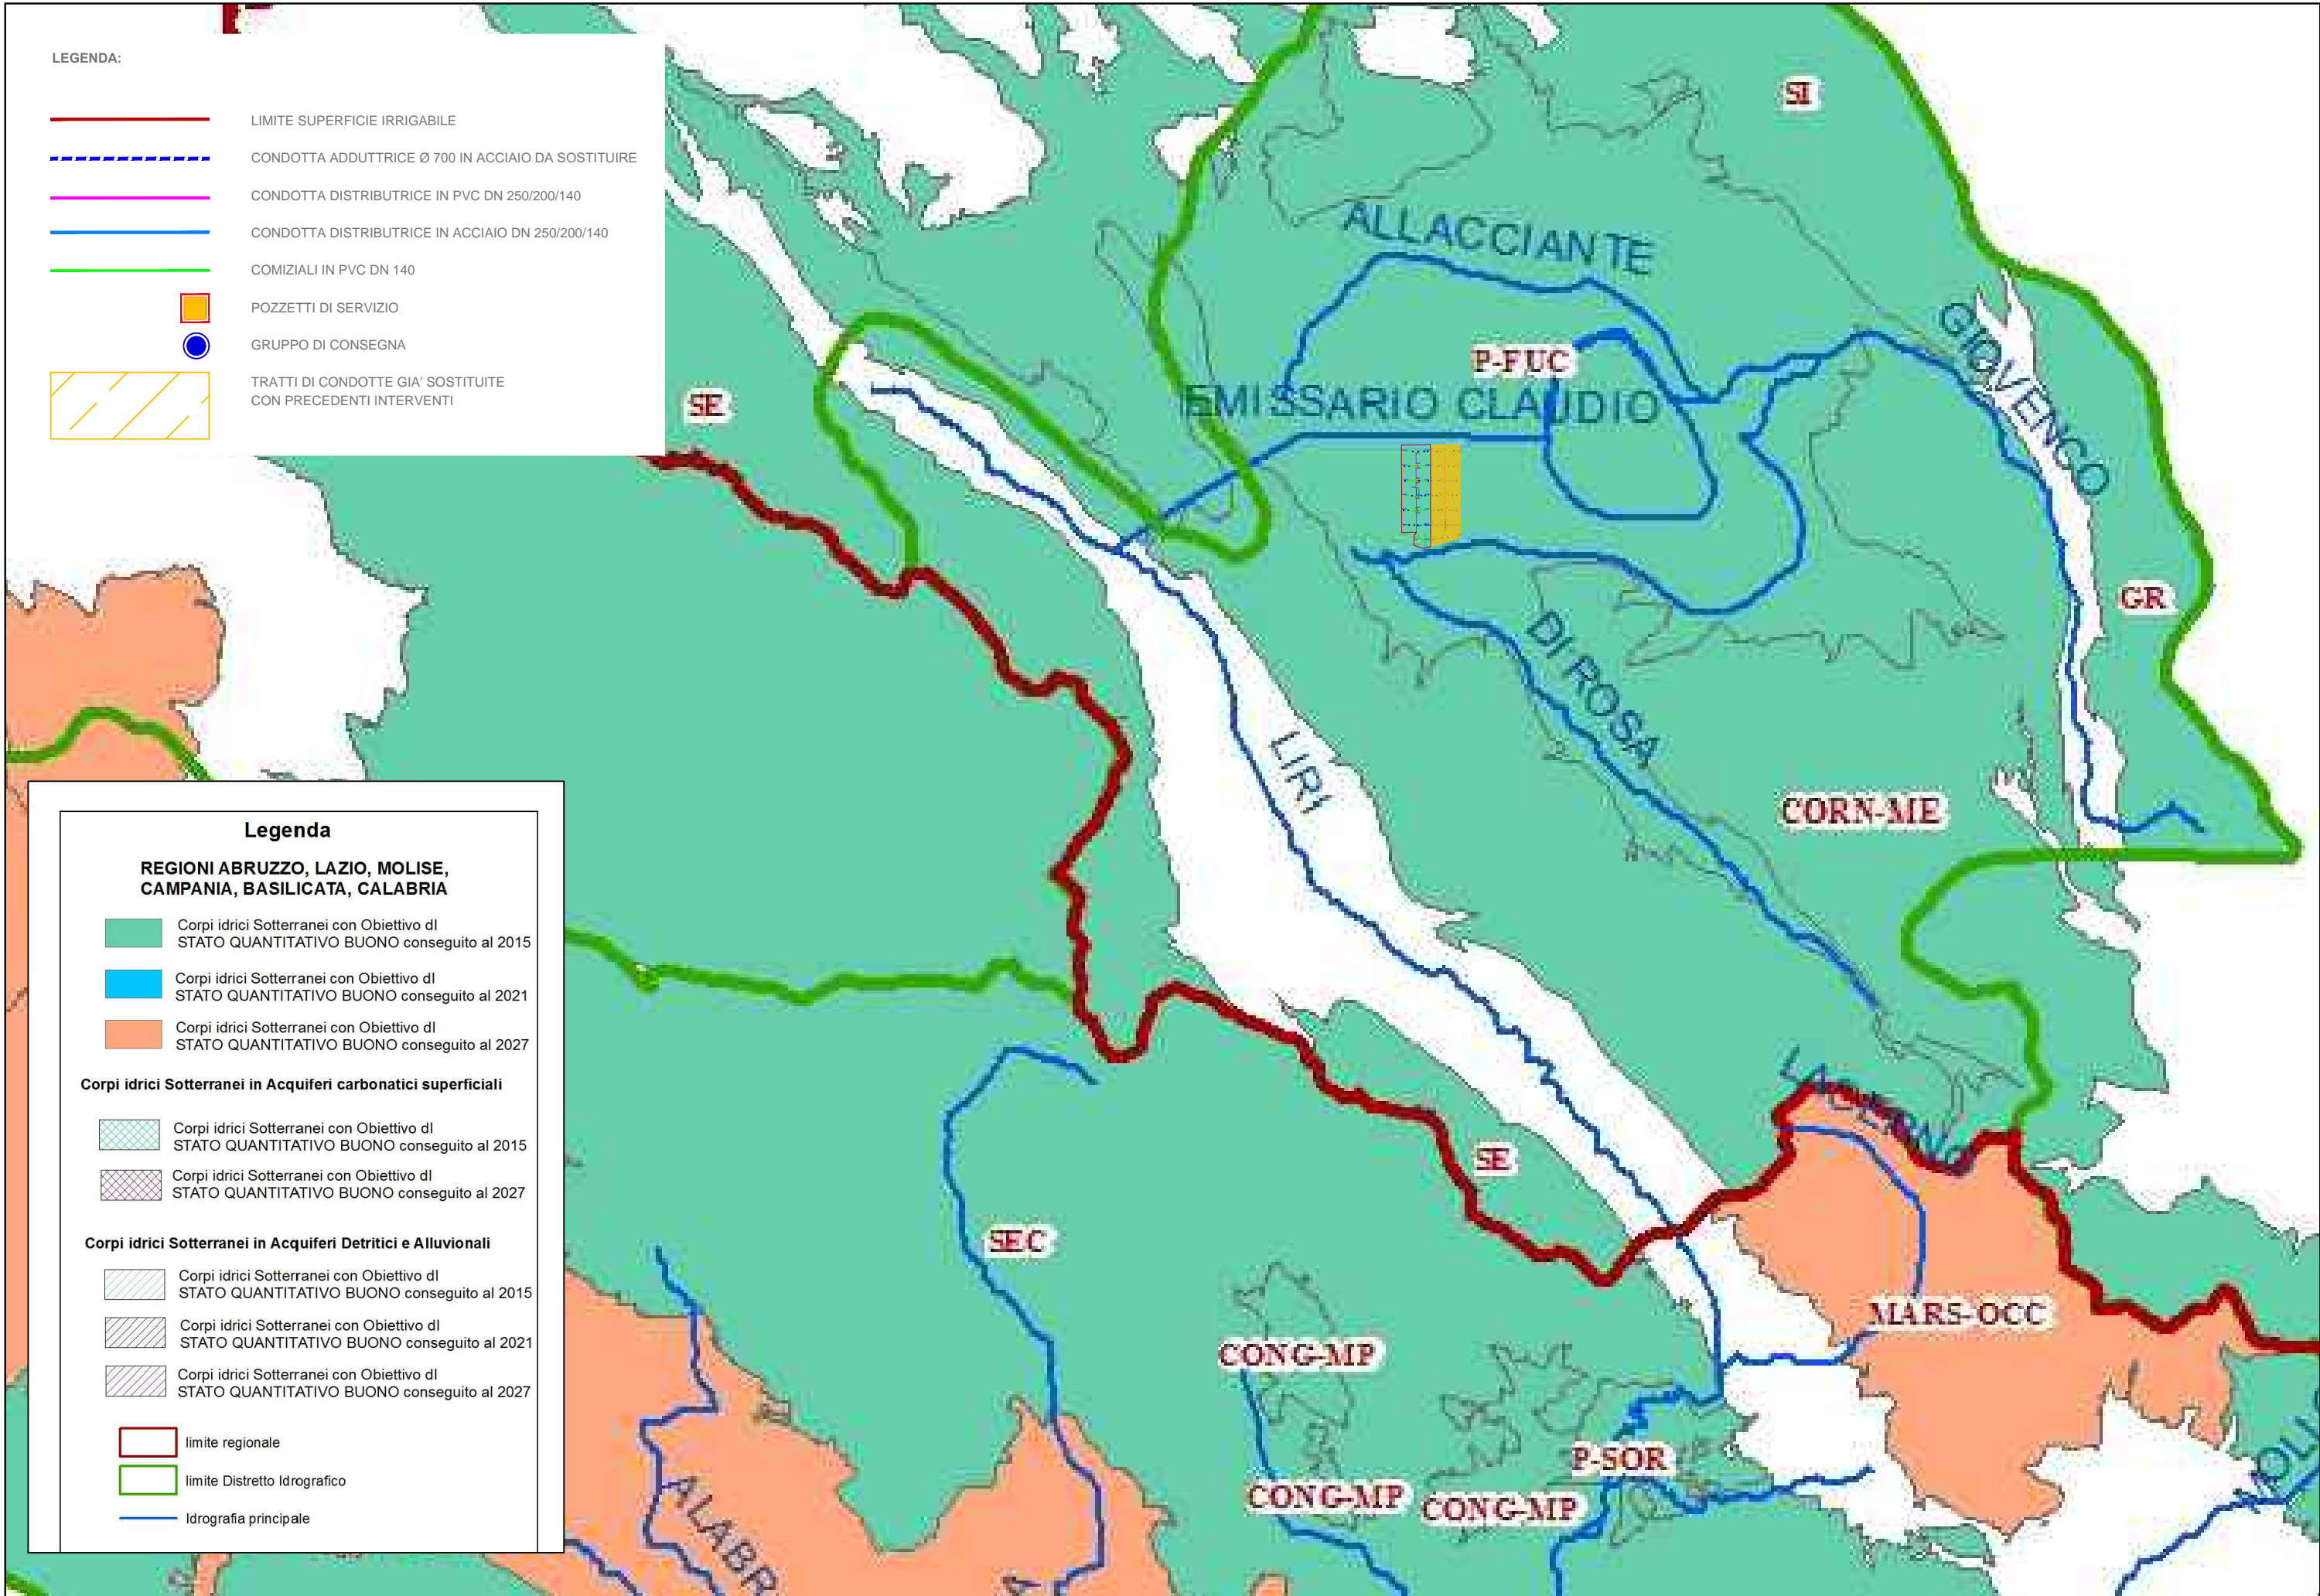 LEGENDA:
LIMITE SUPERFICIE IRRIGABILE
CONDOTTA ADDUTTRICE Ø 700 IN ACCIAIO DA SOSTITUIRE
CONDOTTA DISTRIBUTRICE IN PVC DN 250/200/140
CONDOTTA DISTRIBUTRICE IN ACCIAIO DN 250/200/140
COMIZIALI IN PVC DN 140
POZZETTI DI SERVIZIO
GRUPPO DI CONSEGNA
TRATTI DI CONDOTTE GIA' SOSTITUITE
CON PRECEDENTI INTERVENTI
SI
ALLACCIANTE
P-FUC
GIOVENCO
EMISSARIO CLAUDIO
SE
GR
DI ROSA
LIRI
CORN-ME
SE
SEC
MARS-OCC
CONG-MP
P-SOR
CONG-MP
CONG-MP
Legenda
REGIONI ABRUZZO, LAZIO, MOLISE,
CAMPANIA, BASILICATA, CALABRIA
Corpi idrici Sotterranei con Obiettivo di
STATO QUANTITATIVO BUONO conseguito al 2015
Corpi idrici Sotterranei con Obiettivo di
STATO QUANTITATIVO BUONO conseguito al 2021
Corpi idrici Sotterranei con Obiettivo di
STATO QUANTITATIVO BUONO conseguito al 2027
Corpi idrici Sotterranei in Acquiferi carbonatici superficiali
Corpi idrici Sotterranei con Obiettivo di
STATO QUANTITATIVO BUONO conseguito al 2015
Corpi idrici Sotterranei con Obiettivo di
STATO QUANTITATIVO BUONO conseguito al 2027
Corpi idrici Sotterranei in Acquiferi Detritici e Alluvionali
Corpi idrici Sotterranei con Obiettivo di
STATO QUANTITATIVO BUONO conseguito al 2015
Corpi idrici Sotterranei con Obiettivo di
STATO QUANTITATIVO BUONO conseguito al 2021
Corpi idrici Sotterranei con Obiettivo di
STATO QUANTITATIVO BUONO conseguito al 2027
limite regionale
limite Distretto Idrografico
Idrografia principale